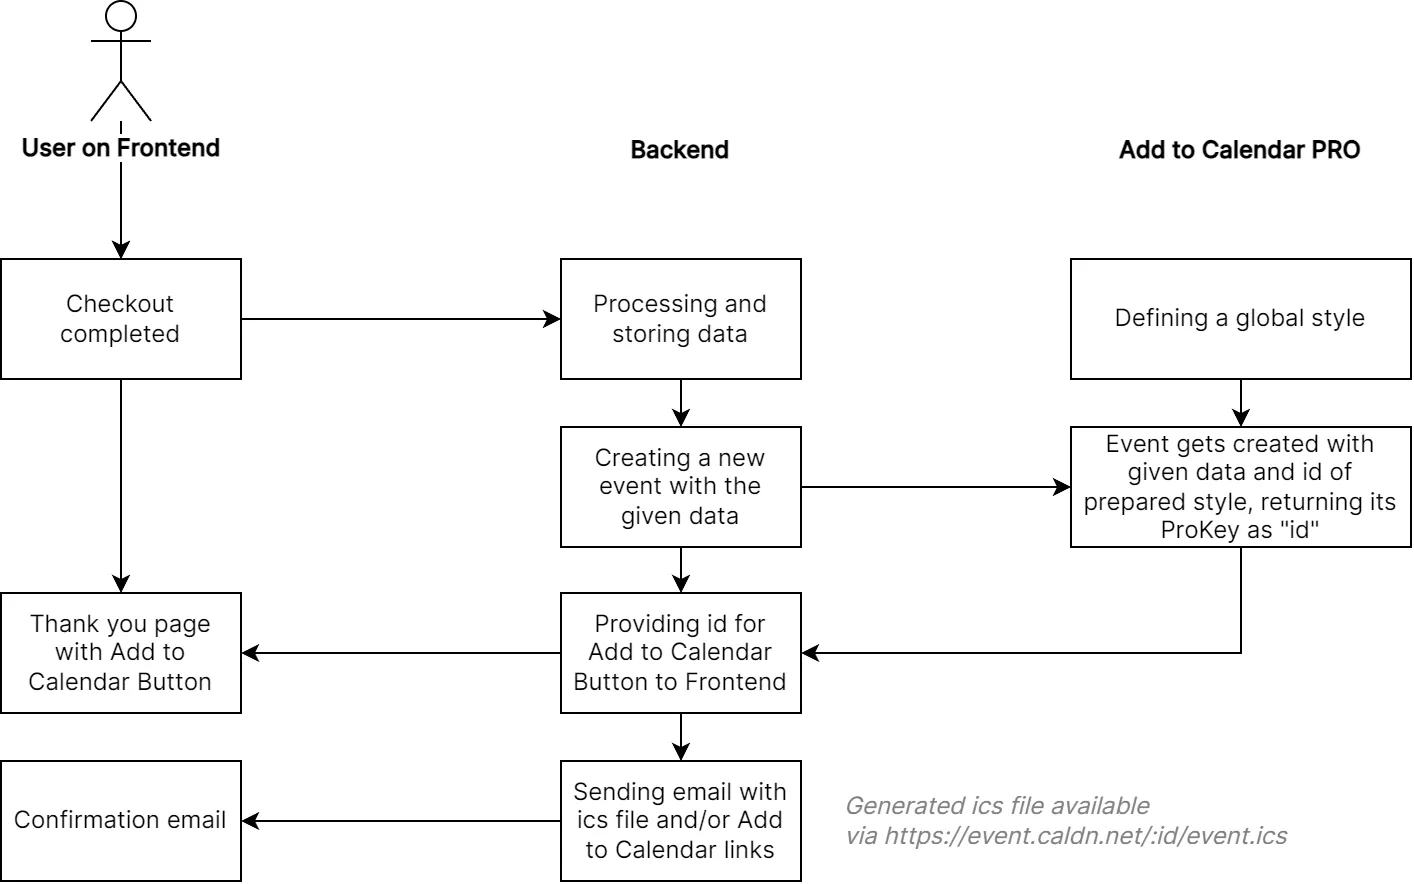 User on Frontend
Backend
Add to Calendar PRO
Checkout
completed
Processing and
storing data
Defining a global style
Creating a new
event with the
given data
Event gets created with
given data and id of
prepared style, returning its
ProKey as "id"
Thank you page
with Add to
Calendar Button
Providing id for
Add to Calendar
Button to Frontend
Confirmation email
Sending email with
ics file and/or Add
to Calendar links
Generated ics file available
via https://event.caldn.net/:id/event.ics